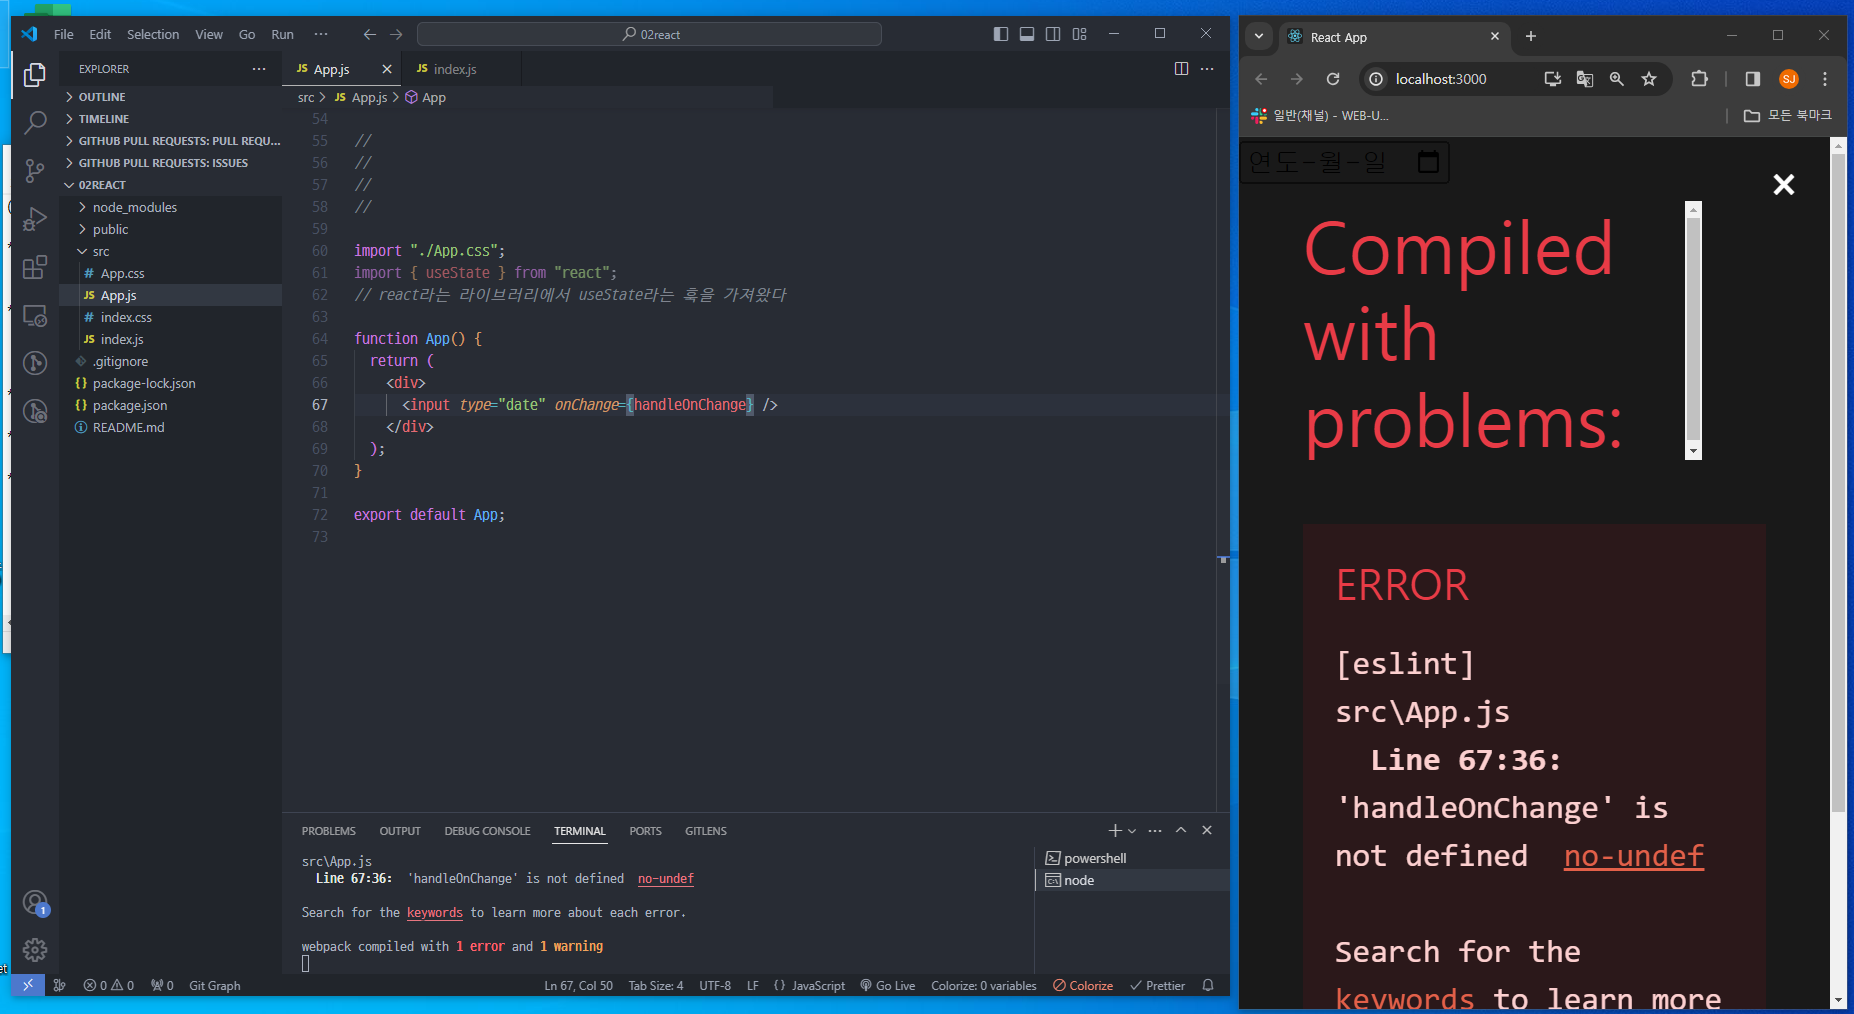 File Edit Selection View Go Run ··· 02react
EXPLORER ···
OUTLINE
TIMELINE
GITHUB PULL REQUESTS: PULL REQU...
GITHUB PULL REQUESTS: ISSUES
02REACT
node_modules
public
src
# App.css
JS App.js
# index.css
JS index.js
.gitignore
{} package-lock.json
{} package.json
README.md
JS App.js JS index.js ···
src > JS App.js > App
54
55 //
56 //
57 //
58 //
59
60 import "./App.css";
61 import { useState } from "react";
62 // react라는 라이브러리에서 useState라는 훅을 가져왔다
63
64 function App() {
65 return (
66 <div>
67 <input type="date" onChange={handleOnChange} />
68 </div>
69 );
70 }
71
72 export default App;
73
PROBLEMS OUTPUT DEBUG CONSOLE TERMINAL PORTS GITLENS
src\App.js
Line 67:36: 'handleOnChange' is not defined no-undef
Search for the keywords to learn more about each error.
webpack compiled with 1 error and 1 warning
powershell
node
1
0 0 0 Git Graph Ln 67, Col 50 Tab Size: 4 UTF-8 LF {} JavaScript Go Live Colorize: 0 variables Colorize Prettier
React App
localhost:3000 SJ
일반(채널) - WEB-U... 모든 북마크
연도-월-일
Compiled
with
problems:
ERROR
[eslint]
src\App.js
Line 67:36:
'handleOnChange' is
not defined no-undef
Search for the
keywords to learn more